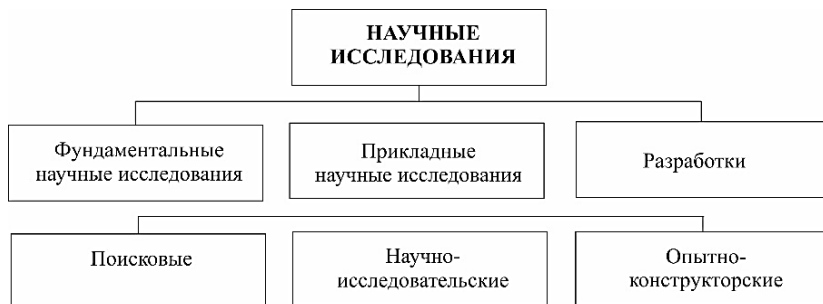 НАУЧНЫЕ
ИССЛЕДОВАНИЯ
Фундаментальные
научные исследования
Прикладные
научные исследования
Разработки
Поисковые
Научно-
исследовательские
Опытно-
конструкторские